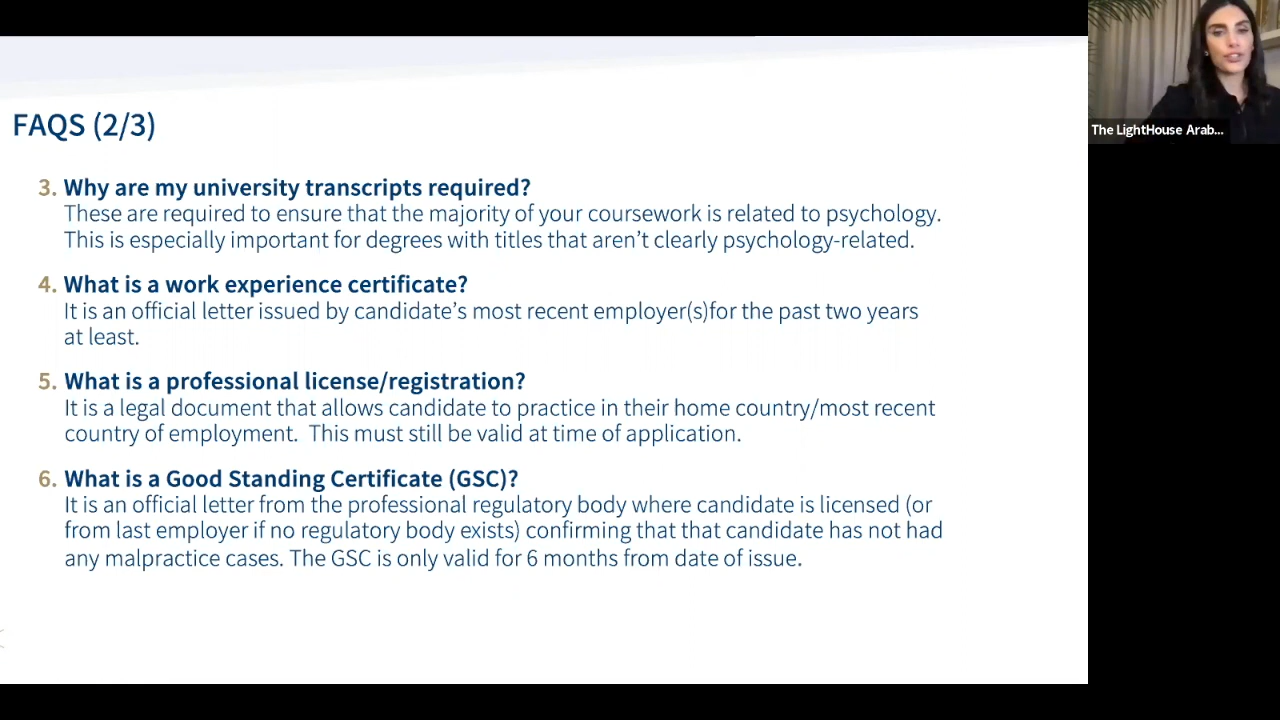 FAQS (2/3)
3. Why are my university transcripts required?
These are required to ensure that the majority of your coursework is related to psychology.
This is especially important for degrees with titles that aren't clearly psychology-related.
4. What is a work experience certificate?
It is an official letter issued by candidate's most recent employer(s)for the past two years
at least.
5. What is a professional license/registration?
It is a legal document that allows candidate to practice in their home country/most recent
country of employment.  This must still be valid at time of application.
6. What is a Good Standing Certificate (GSC)?
It is an official letter from the professional regulatory body where candidate is licensed (or
from last employer if no regulatory body exists) confirming that that candidate has not had
any malpractice cases. The GSC is only valid for 6 months from date of issue.
The LightHouse Arab...